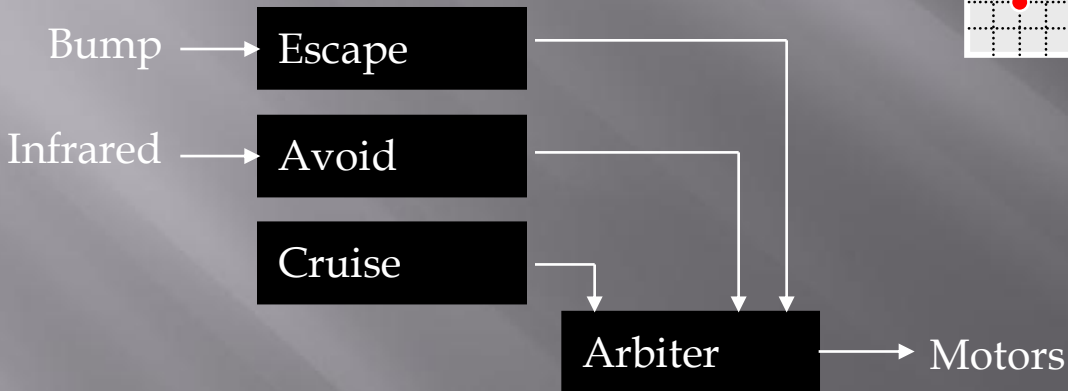 Bump
Escape
Infrared
Avoid
Cruise
Arbiter
Motors